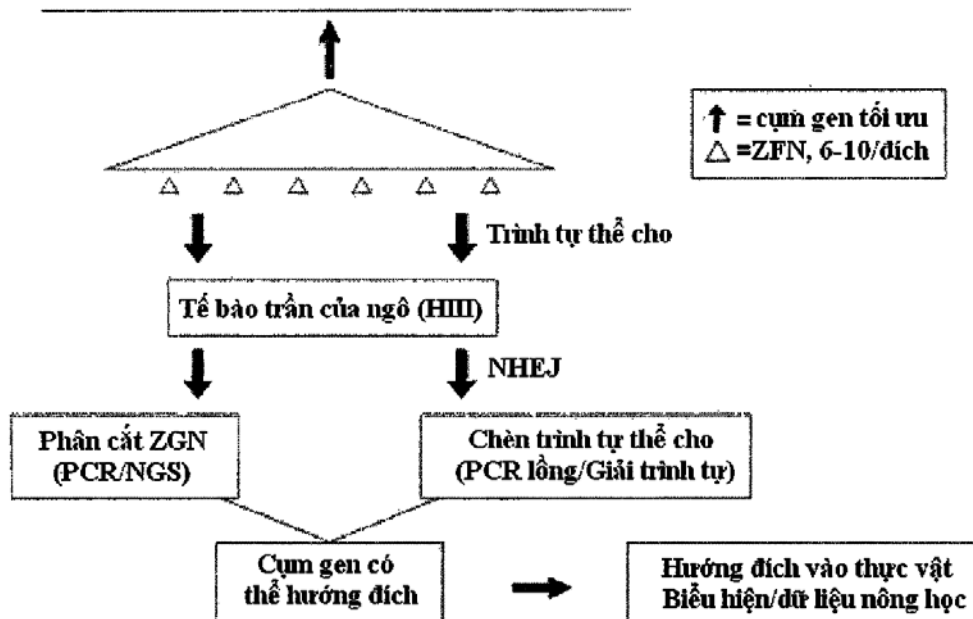 = cụm gen tối ưu
=ZFN, 6-10/đích
Trình tự thể cho
Tế bào trần của ngô (HIII)
NHEJ
Phân cắt ZGN
(PCR/NGS)
Chèn trình tự thể cho
(PCR lồng/Giải trình tự)
Cụm gen có
thể hướng đích
Hướng đích vào thực vật
Biểu hiện/dữ liệu nông học